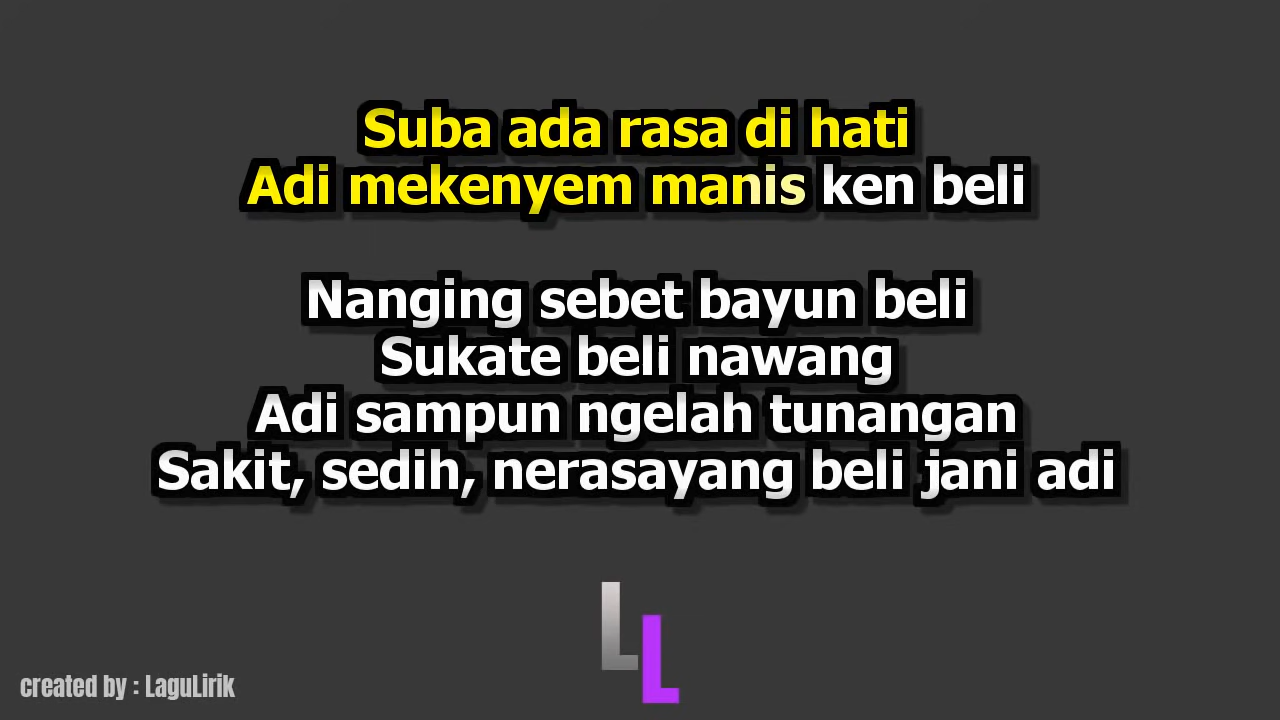 Suba ada rasa di hati
Adi mekenyem manis ken beli
Nanging sebet bayun beli
Sukate beli nawang
Adi sampun ngelah tunangan
Sakit, sedih, nerasayang beli jani adi
LL
created by : LaguLirik